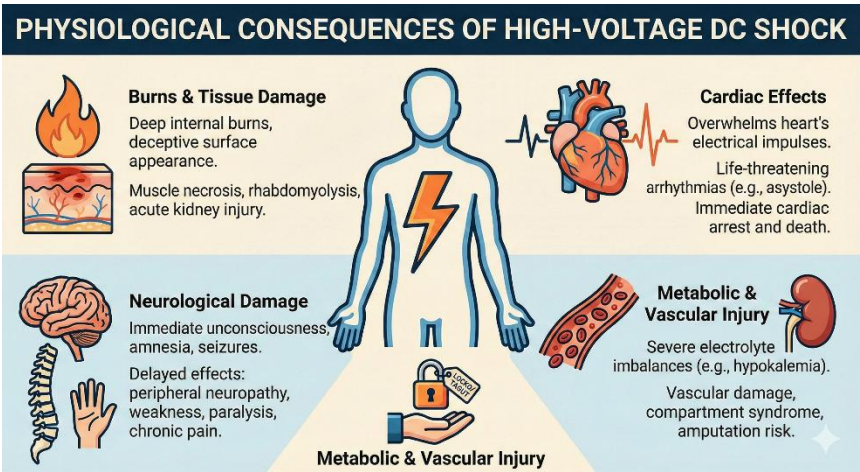 PHYSIOLOGICAL CONSEQUENCES OF HIGH-VOLTAGE DC SHOCK
Burns & Tissue Damage
Deep internal burns,
deceptive surface
appearance.
Muscle necrosis, rhabdomyolysis,
acute kidney injury.
Cardiac Effects
Overwhelms heart's
electrical impulses.
Life-threatening
arrhythmias (e.g., asystole).
Immediate cardiac
arrest and death.
Neurological Damage
Immediate unconsciousness,
amnesia, seizures.
Delayed effects:
peripheral neuropathy,
weakness, paralysis,
chronic pain.
Metabolic &
Vascular Injury
Severe electrolyte
imbalances (e.g., hypokalemia).
Vascular damage,
compartment syndrome,
amputation risk.
LOCKO/
TAGUT
Metabolic & Vascular Injury